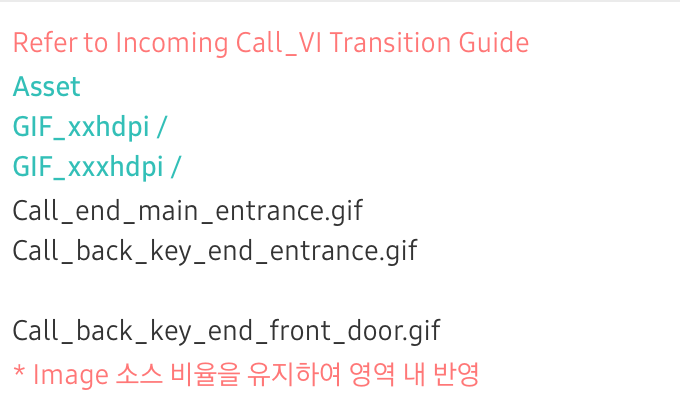 Refer to Incoming Call_VI Transition Guide
Asset
GIF_xxhdpi /
GIF_xxxhdpi /
Call_end_main_entrance.gif
Call_back_key_end_entrance.gif
Call_back_key_end_front_door.gif
* Image 소스 비율을 유지하여 영역 내 반영